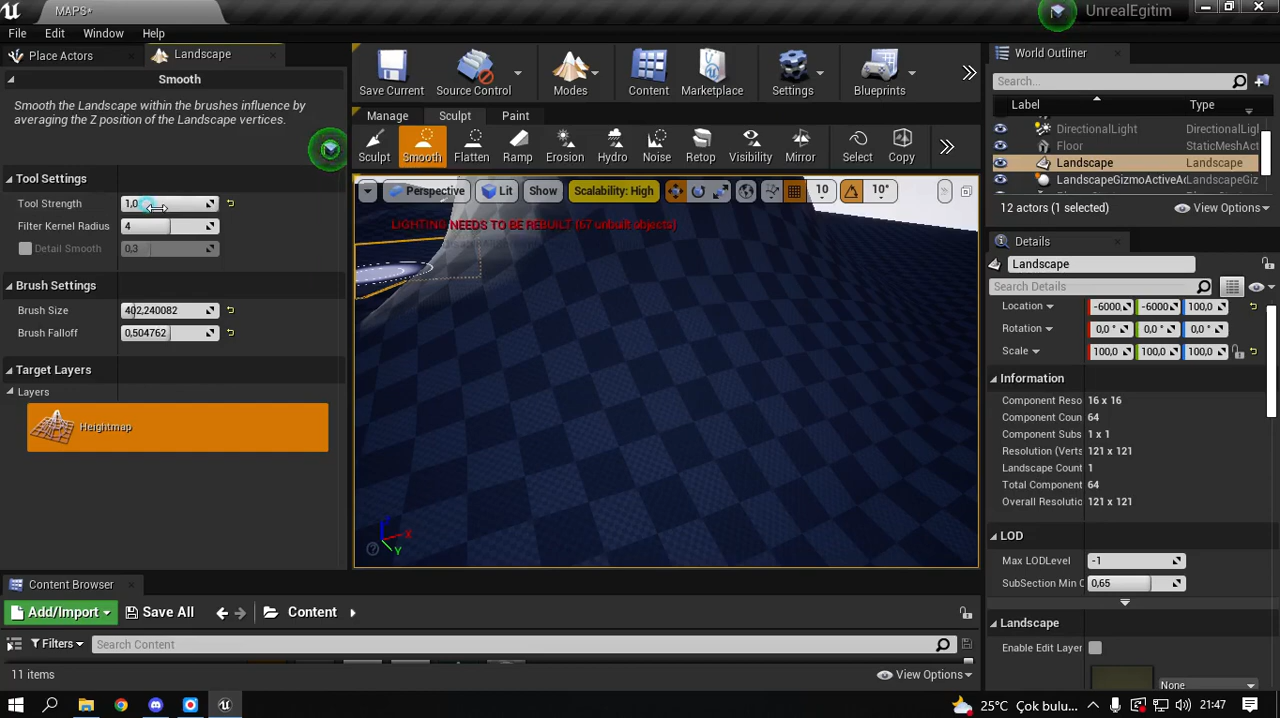 MAPS*
UnrealEgitim
File Edit Window Help
Place Actors
Landscape
Smooth
Smooth the Landscape within the brushes influence by
averaging the Z position of the Landscape vertices.
Tool Settings
Tool Strength 1,0
Filter Kernel Radius 4
Detail Smooth 0,3
Brush Settings
Brush Size 402,240082
Brush Falloff 0,504762
Target Layers
Layers
Heightmap
Save Current Source Control Modes Content Marketplace Settings Blueprints
Manage Sculpt Paint
Sculpt Smooth Flatten Ramp Erosion Hydro Noise Retop Visibility Mirror Select Copy
Perspective Lit Show Scalability: High 10 10°
LIGHTING NEEDS TO BE REBUILT (67 unbuilt objects)
X
Y
World Outliner
Search...
Label Type
DirectionalLight DirectionalLigl
Floor StaticMeshAct
Landscape Landscape
LandscapeGizmoActiveAc LandscapeGiz
12 actors (1 selected) View Options
Details
Landscape
Search Details
Location -6000, -6000 100,0
Rotation 0,0 ° 0,0 ° 0,0 °
Scale 100,0 100,0 100,0
Information
Component Reso 16 x 16
Component Coun 64
Component Subs 1 x 1
Resolution (Verts 121 x 121
Landscape Count 1
Total Component 64
Overall Resolutio 121 x 121
LOD
Max LODLevel -1
SubSection Min C 0,65
Landscape
Enable Edit Layer
None
Content Browser
Add/Import Save All Content
Filters Search Content
11 items View Options
25°C Çok bulu... 21:47